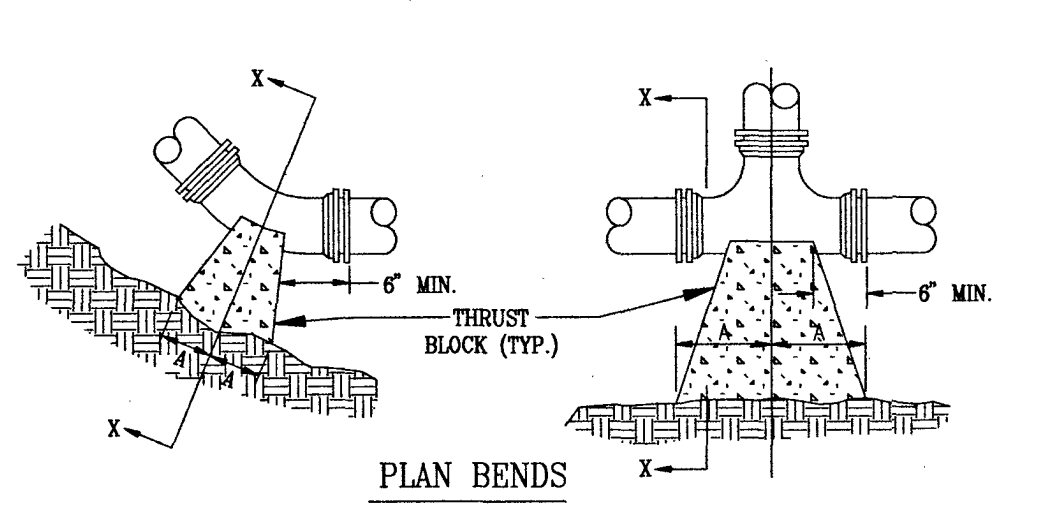 X
X
6" MIN.
6" MIN.
THRUST
BLOCK (TYP.)
A
A
A
A
X
X
PLAN BENDS